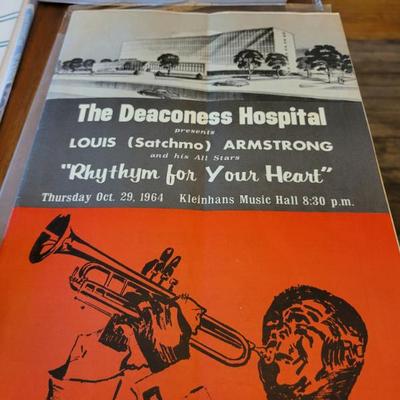 The Deaconess Hospital
presents
LOUIS (Satchmo) ARMSTRONG
and his All Stars
"Rhythym for Your Heart"
Thursday Oct. 29, 1964 Kleinhans Music Hall 8:30 p.m.